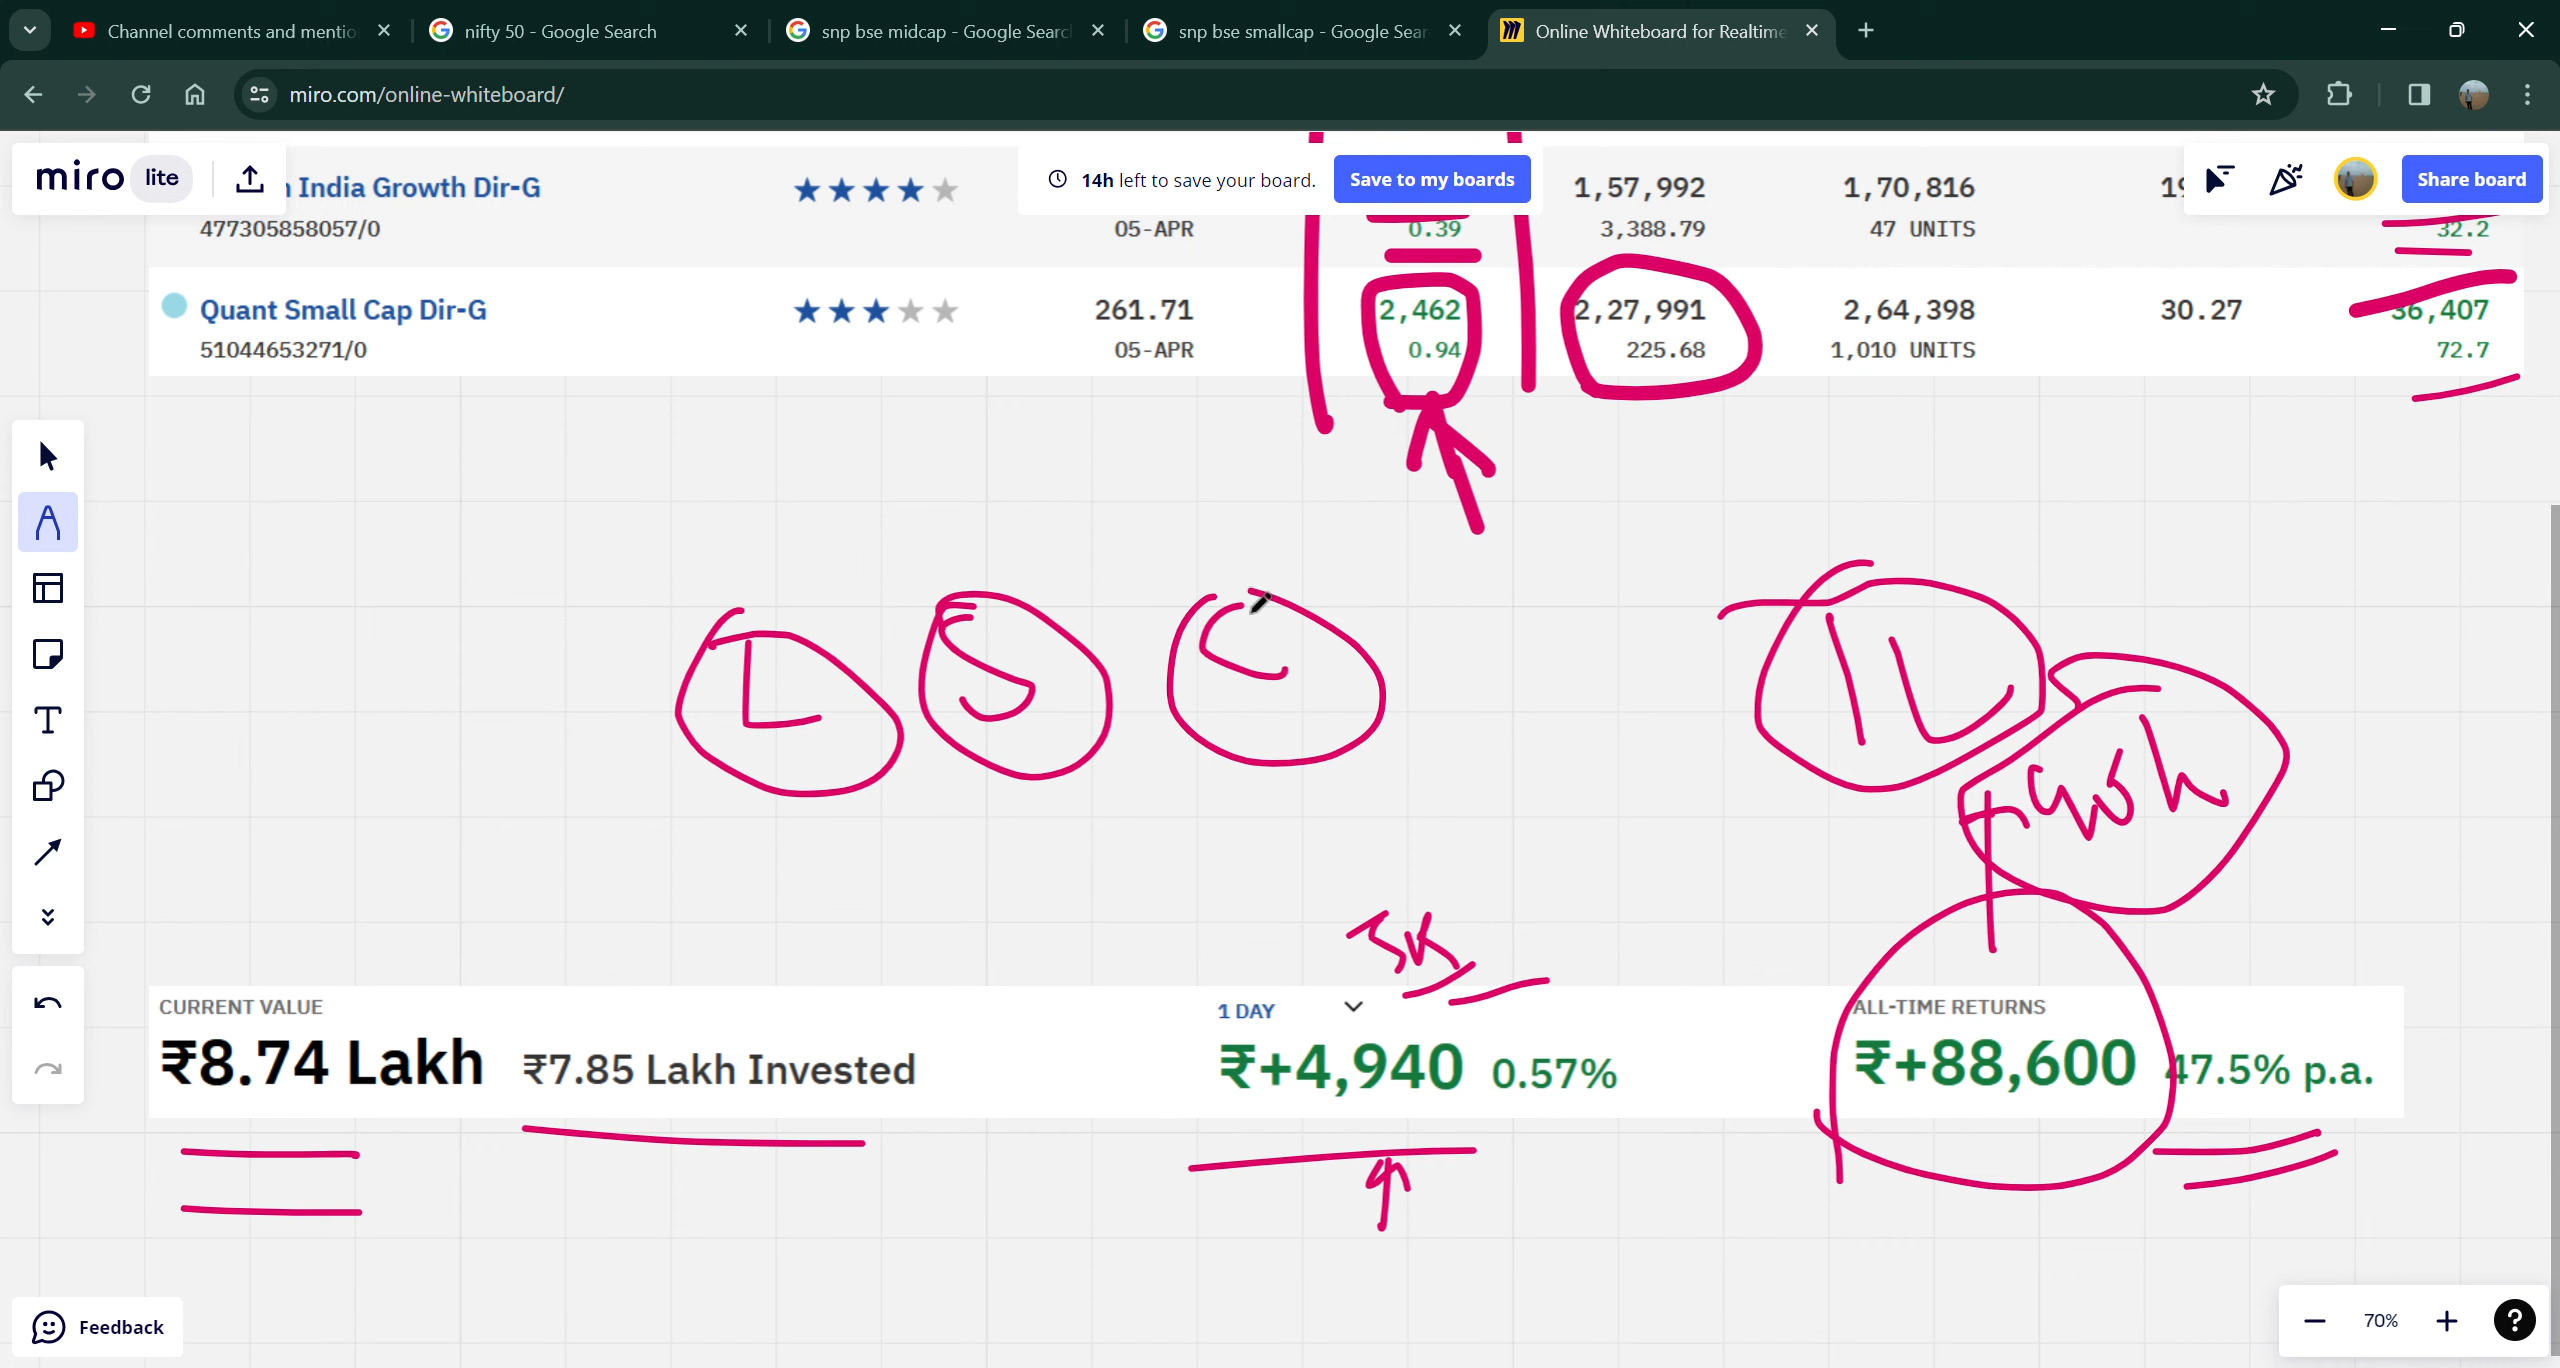 Channel comments and mentio
nifty 50 - Google Search
snp bse midcap - Google Searc
snp bse smallcap - Google Sear
Online Whiteboard for Realtime
miro.com/online-whiteboard/
miro lite
14h left to save your board.
Save to my boards
Share board
India Growth Dir-G
1,57,992
1,70,816
477305858057/0
05-APR
0.39
3,388.79
47 UNITS
32.2
Quant Small Cap Dir-G
261.71
2,462
2,27,991
2,64,398
30.27
36,407
51044653271/0
05-APR
0.94
225.68
1,010 UNITS
72.7
L S C
1L
CURRENT VALUE
1 DAY
ALL-TIME RETURNS
₹8.74 Lakh ₹7.85 Lakh Invested
₹+4,940 0.57%
₹+88,600 47.5% p.a.
Feedback
70%